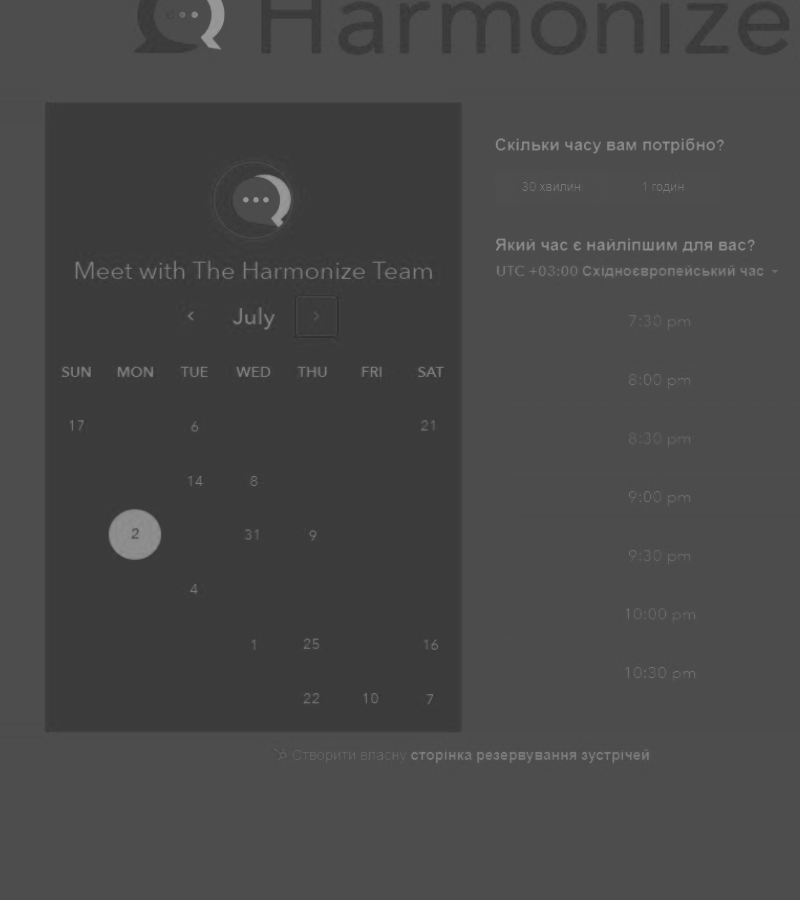 Harmonize
Meet with The Harmonize Team
July
SUN MON TUE WED THU FRI SAT
17 6 21
14 8
2 31 9
4
1 25 16
22 10 7
Скільки часу вам потрібно?
30 хвилин 1 годин
Який час є найліпшим для вас?
UTC +03:00 Східноєвропейський час
7:30 pm
8:00 pm
8:30 pm
9:00 pm
9:30 pm
10:00 pm
10:30 pm
Створити власну сторінка резервування зустрічей